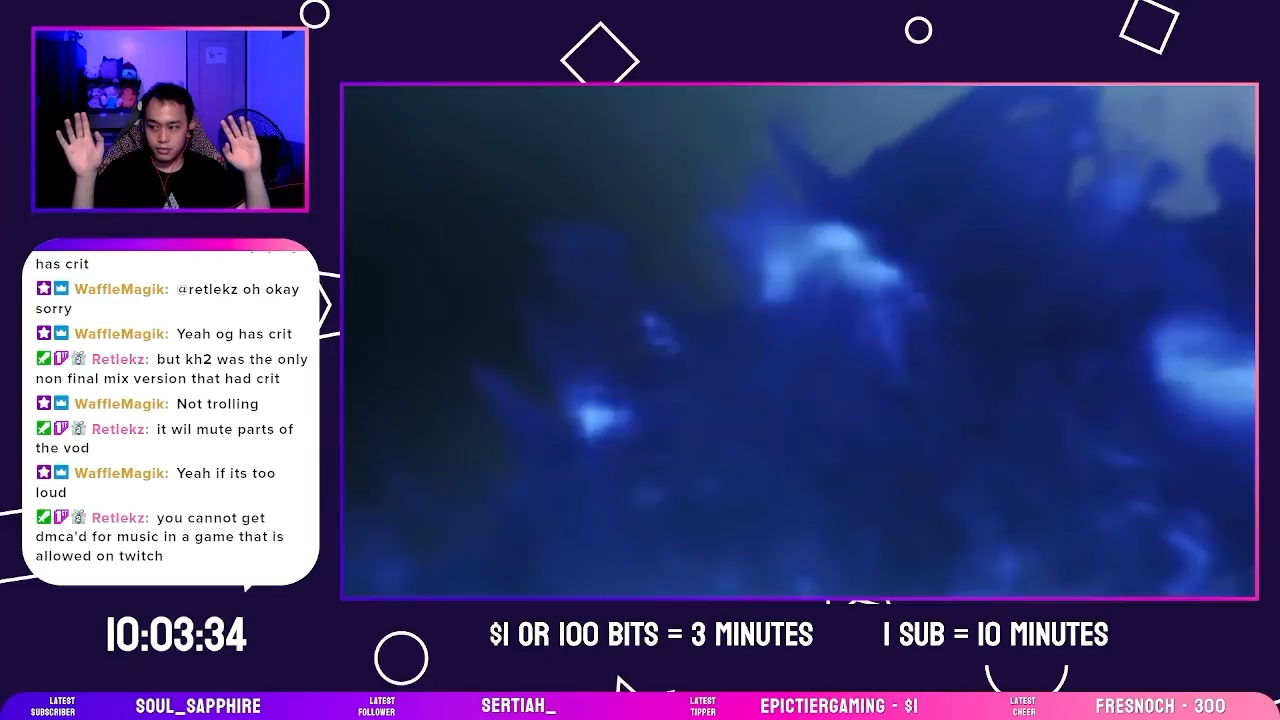 has crit
WaffleMagik: @retlekz oh okay
sorry
WaffleMagik: Yeah og has crit
Retlekz: but kh2 was the only
non final mix version that had crit
WaffleMagik: Not trolling
Retlekz: it wil mute parts of
the vod
WaffleMagik: Yeah if its too
loud
Retlekz: you cannot get
dmca'd for music in a game that is
allowed on twitch
10:03:34
$1 OR 100 BITS = 3 MINUTES
1 SUB = 10 MINUTES
LATEST SUBSCRIBER
SOUL_SAPPHIRE
LATEST FOLLOWER
SERTIAH_
LATEST TIPPER
EPICTIERGAMING - $1
LATEST CHEER
FRESNOCH - 300